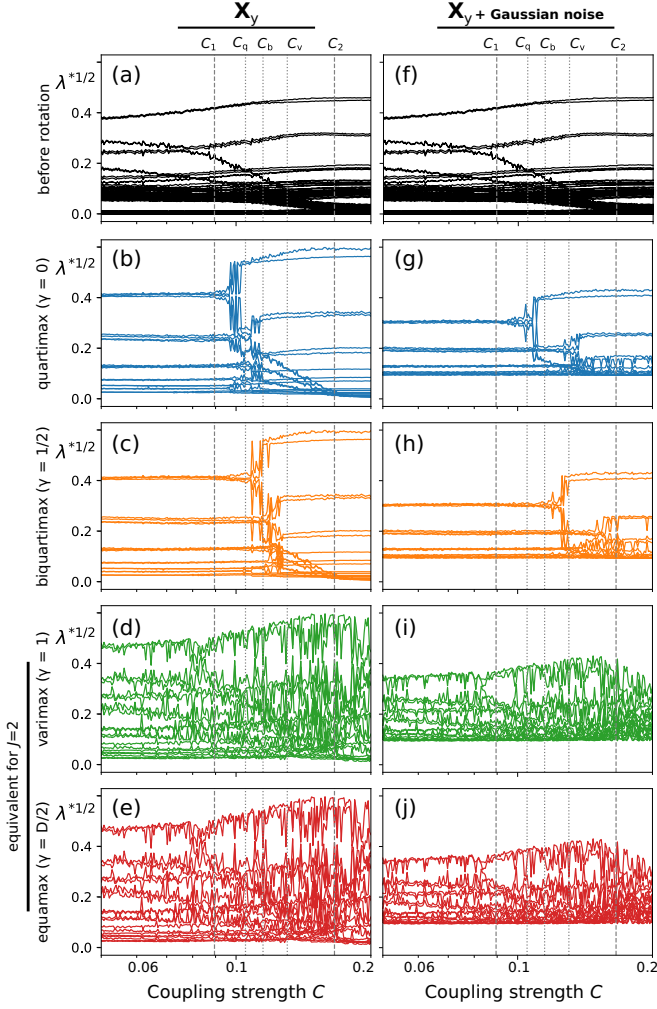 X_y
X_y + Gaussian noise
C_1 C_q C_b C_v C_2
C_1 C_q C_b C_v C_2
(a)
(f)
λ*1/2
before rotation
0.4
0.2
0.0
(b)
(g)
λ*1/2
quartimax (γ = 0)
0.4
0.2
0.0
(c)
(h)
λ*1/2
biquartimax (γ = 1/2)
0.4
0.2
0.0
(d)
(i)
λ*1/2
varimax (γ = 1)
0.4
0.2
0.0
equivalent for J=2
(e)
(j)
λ*1/2
equamax (γ = D/2)
0.4
0.2
0.0
0.06 0.1 0.2
0.06 0.1 0.2
Coupling strength C
Coupling strength C